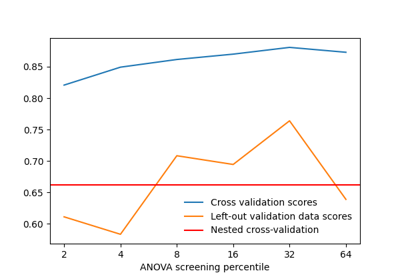 0.85
0.80
0.75
0.70
0.65
0.60
Cross validation scores
Left-out validation data scores
Nested cross-validation
2 4 8 16 32 64
ANOVA screening percentile